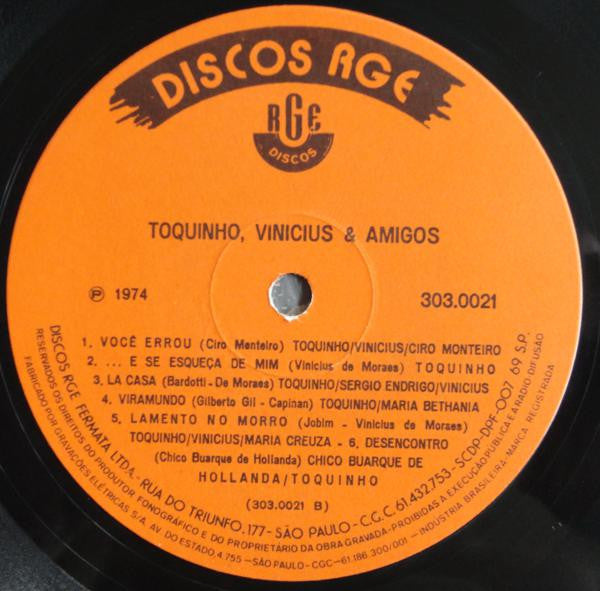 DISCOS RGE
RGE
DISCOS
TOQUINHO, VINICIUS & AMIGOS
℗ 1974
303.0021
1. VOCÊ ERROU (Ciro Monteiro) TOQUINHO/VINICIUS/CIRO MONTEIRO
2. ... E SE ESQUEÇA DE MIM (Vinicius de Moraes) TOQUINHO
3. LA CASA (Bardotti - De Moraes) TOQUINHO/SERGIO ENDRIGO/VINICIUS
4. VIRAMUNDO (Gilberto Gil - Capinan) TOQUINHO/MARIA BETHANIA
5. LAMENTO NO MORRO (Jobim - Vinicius de Moraes)
TOQUINHO/VINICIUS/MARIA CREUZA - 6. DESENCONTRO
(Chico Buarque de Hollanda) CHICO BUARQUE DE
HOLLANDA/TOQUINHO
(303.0021 B)
DISCOS RGE FERMATA LTDA. - RUA DO TRIUNFO, 177 - SÃO PAULO - C.G.C. 61.432.753 - SCDP-DPF-007 69 S.P.
RESERVADOS OS DIREITOS DO PRODUTOR FONOGRÁFICO E DO PROPRIETÁRIO DA OBRA GRAVADA - PROIBIDAS A EXECUÇÃO PÚBLICA E A RÁDIO DIFUSÃO
FABRICADO POR GRAVAÇÕES ELÉTRICAS S/A. AV DO ESTADO, 4.755 - SÃO PAULO - CGC - 61.186.300/001 - INDÚSTRIA BRASILEIRA - MARCA REGISTRADA